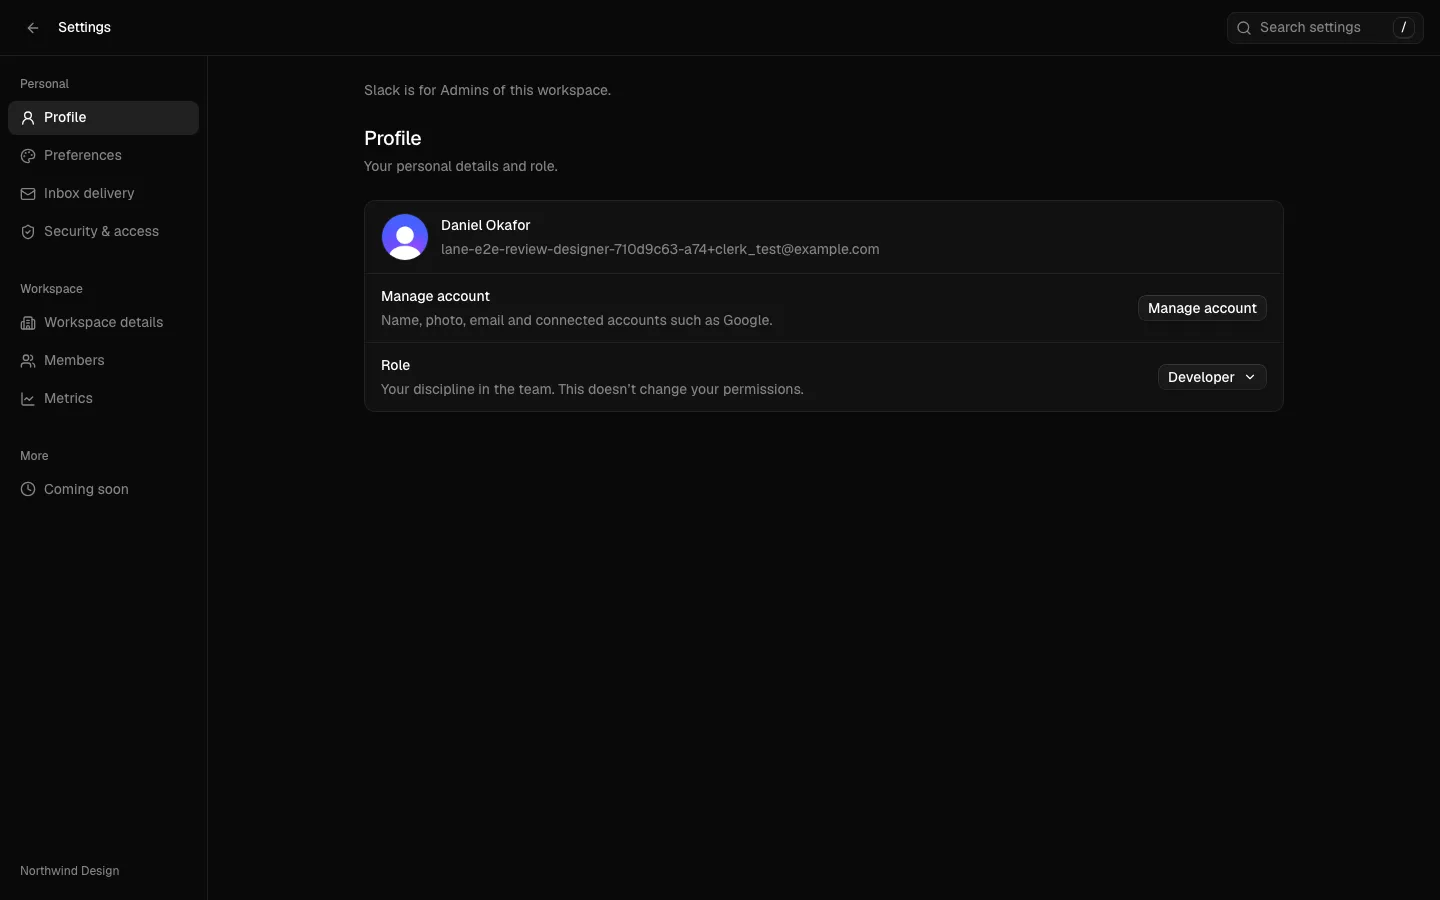 Settings
Search settings
/
Personal
Profile
Preferences
Inbox delivery
Security & access
Workspace
Workspace details
Members
Metrics
More
Coming soon
Northwind Design
Slack is for Admins of this workspace.
Profile
Your personal details and role.
Daniel Okafor
lane-e2e-review-designer-710d9c63-a74+clerk_test@example.com
Manage account
Name, photo, email and connected accounts such as Google.
Manage account
Role
Your discipline in the team. This doesn’t change your permissions.
Developer